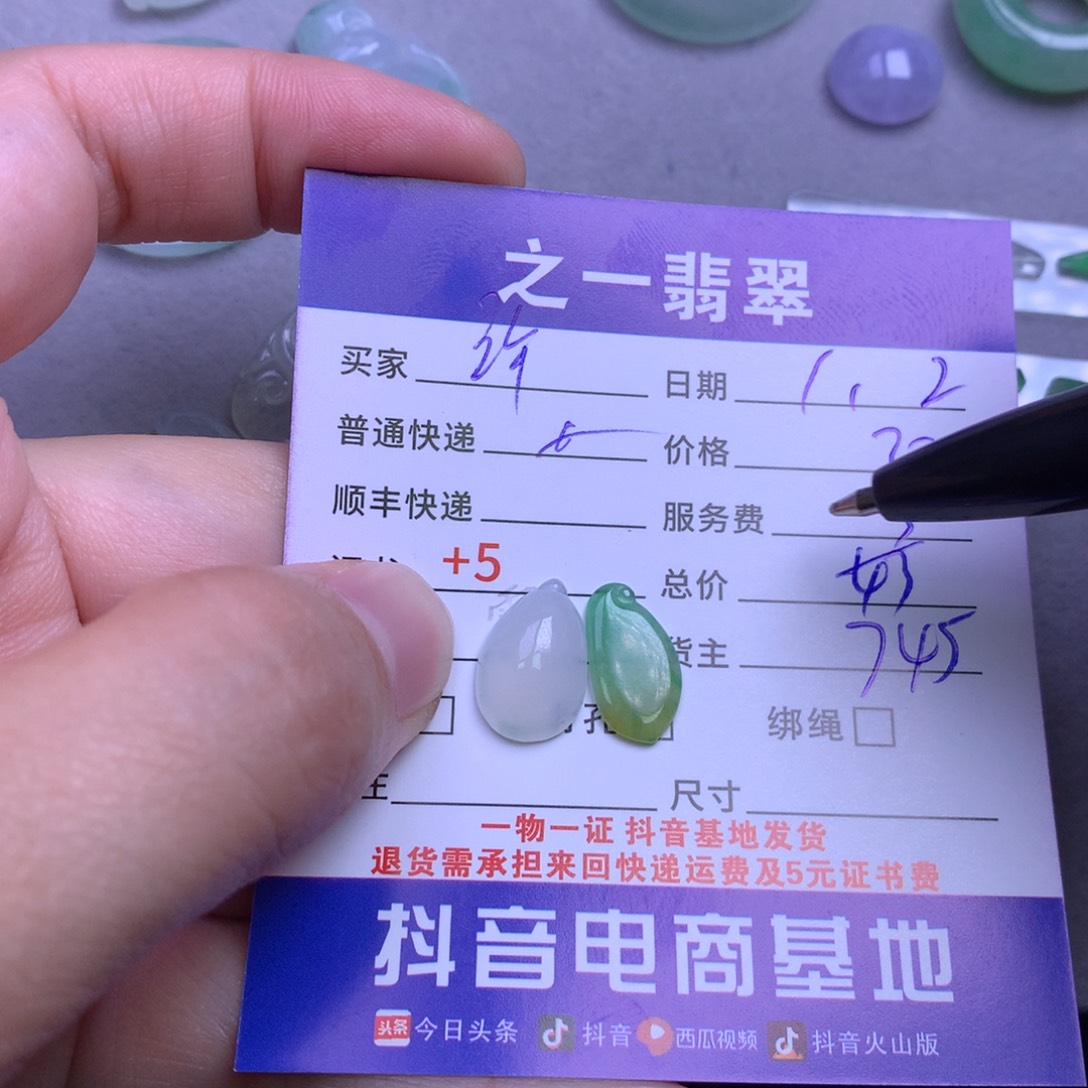 之一翡翠
买家 许 日期 1.2
普通快递 价格
顺丰快递 服务费
+5 总价 45
货主 745
孔 绑绳
主 尺寸
一物一证 抖音基地发货
退货需承担来回快递运费及5元证书费
抖音电商基地
头条 今日头条 抖音 西瓜视频 抖音火山版